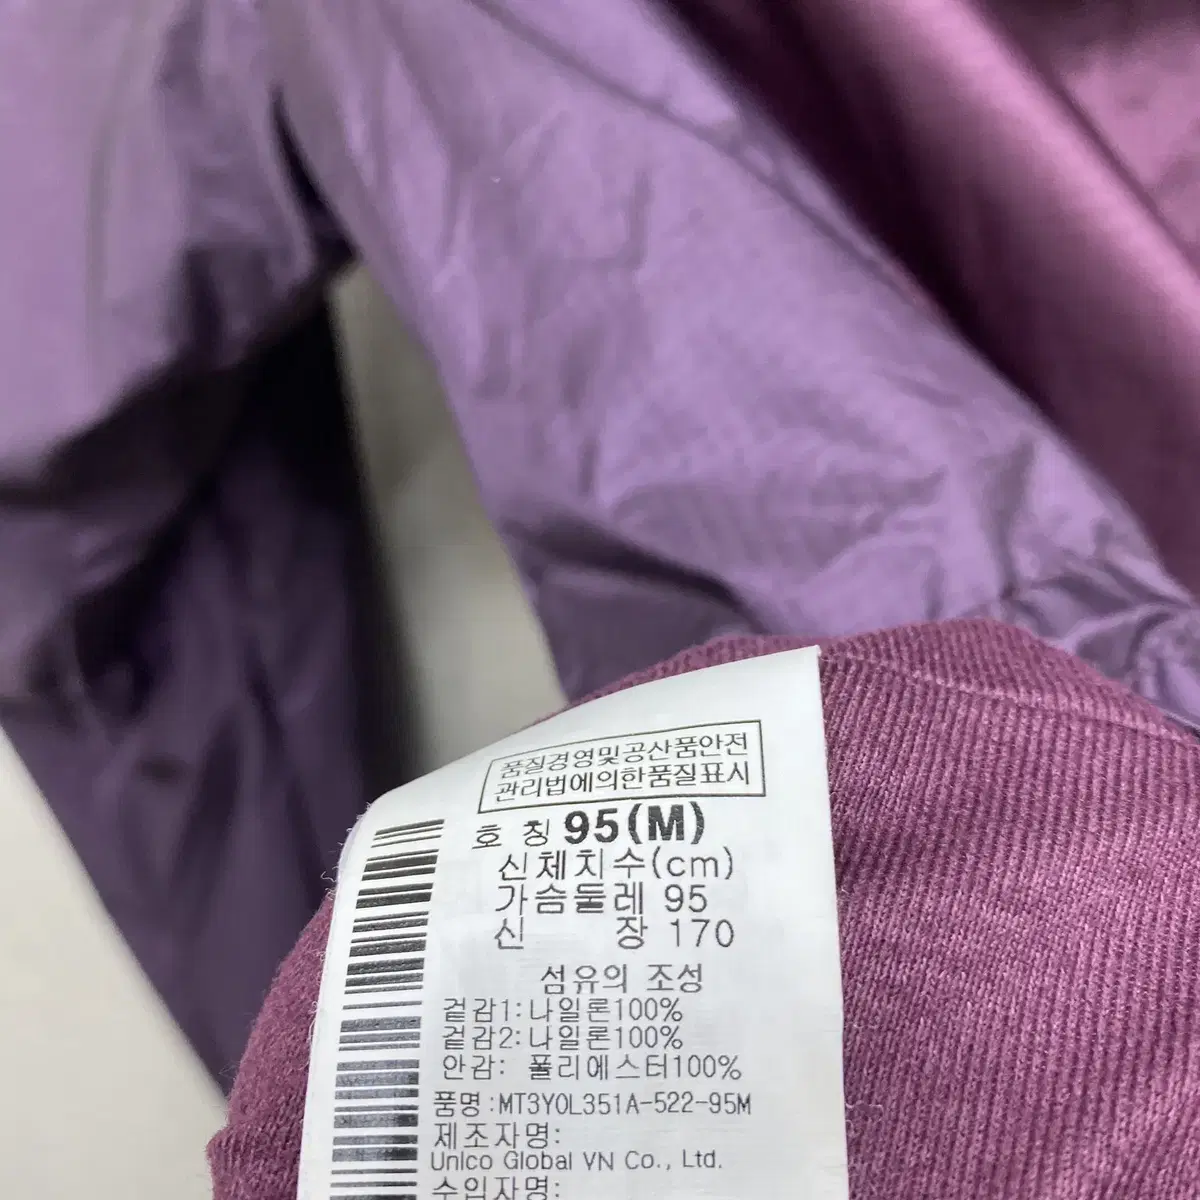 품질경영및공산품안전
관리법에의한품질표시
호 칭 95(M)
신체치수(cm)
가슴둘레 95
신 장 170
섬유의 조성
겉감1:나일론100%
겉감2:나일론100%
안감: 폴리에스터100%
품명:MT3Y0L351A-522-95M
제조자명:
Unico Global VN Co., Ltd.
수입자명: